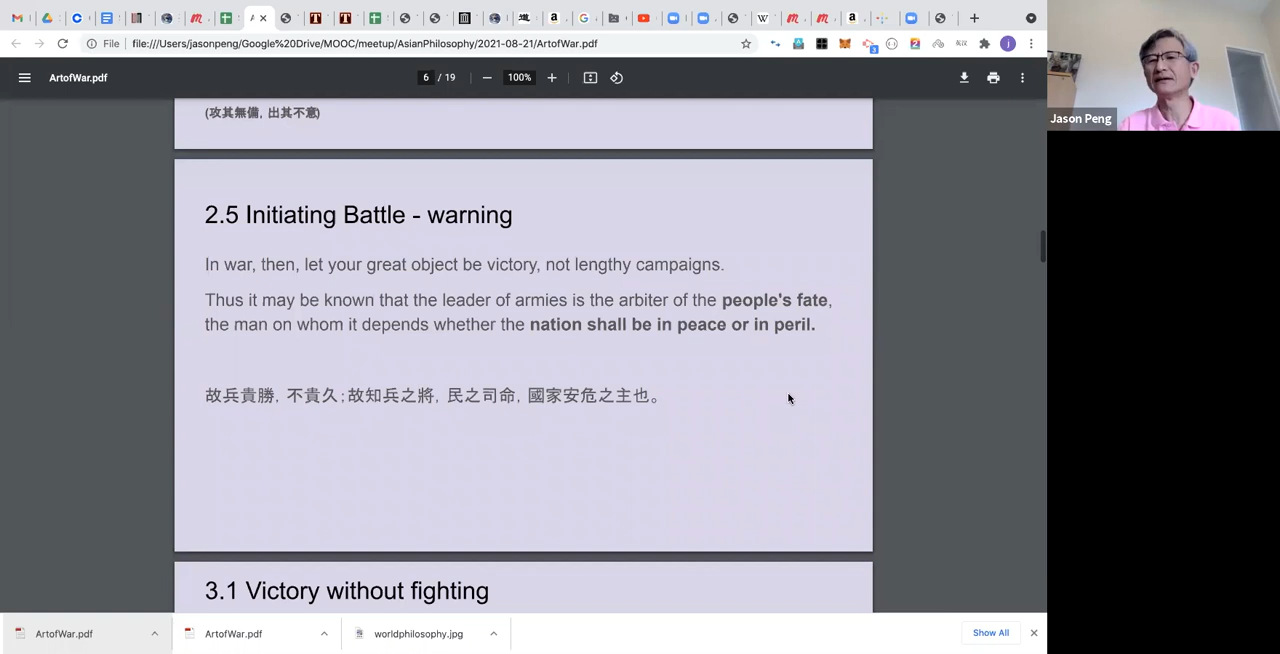 File
file:///Users/jasonpeng/Google%20Drive/MOOC/meetup/AsianPhilosophy/2021-08-21/ArtofWar.pdf
ArtofWar.pdf
6 / 19
100%
Jason Peng
(攻其無備, 出其不意)
2.5 Initiating Battle - warning
In war, then, let your great object be victory, not lengthy campaigns.
Thus it may be known that the leader of armies is the arbiter of the people's fate,
the man on whom it depends whether the nation shall be in peace or in peril.
故兵貴勝, 不貴久;故知兵之將, 民之司命, 國家安危之主也。
3.1 Victory without fighting
ArtofWar.pdf
ArtofWar.pdf
worldphilosophy.jpg
Show All